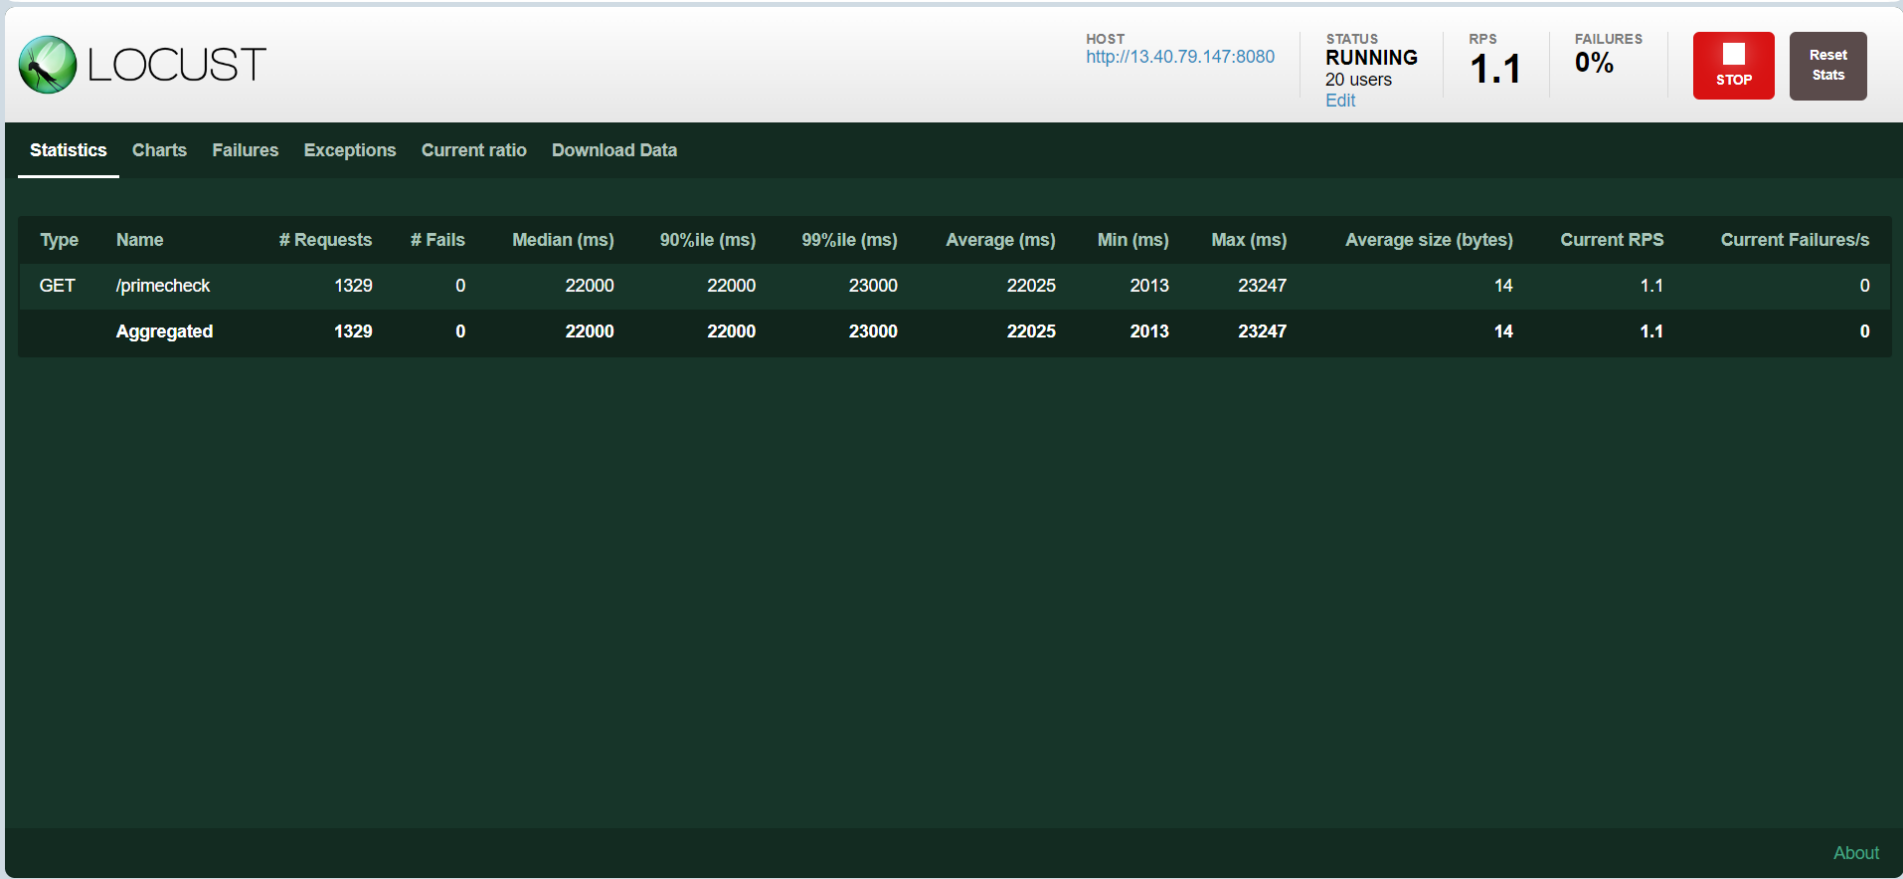 LOCUST
HOST
http://13.40.79.147:8080
STATUS
RUNNING
20 users
Edit
RPS
1.1
FAILURES
0%
STOP
Reset
Stats
Statistics Charts Failures Exceptions Current ratio Download Data
Type Name # Requests # Fails Median (ms) 90%ile (ms) 99%ile (ms) Average (ms) Min (ms) Max (ms) Average size (bytes) Current RPS Current Failures/s
GET /primecheck 1329 0 22000 22000 23000 22025 2013 23247 14 1.1 0
Aggregated 1329 0 22000 22000 23000 22025 2013 23247 14 1.1 0
About